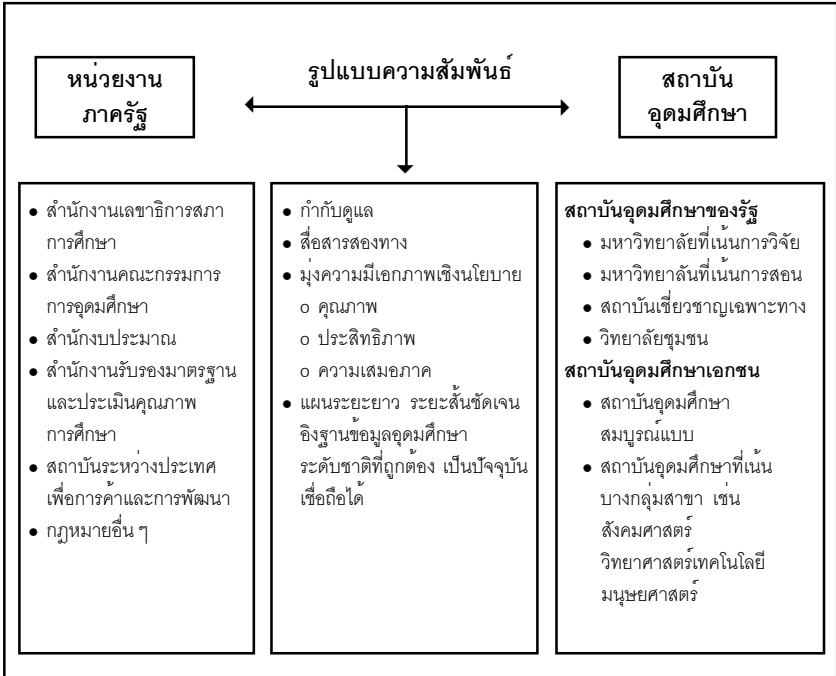 หน่วยงาน
ภาครัฐ
รูปแบบความสัมพันธ์
สถาบัน
อุดมศึกษา
● สำนักงานเลขาธิการสภา
การศึกษา
● สำนักงานคณะกรรมการ
การอุดมศึกษา
● สำนักงบประมาณ
● สำนักงานรับรองมาตรฐาน
และประเมินคุณภาพ
การศึกษา
● สถาบันระหว่างประเทศ
เพื่อการค้าและการพัฒนา
● กฎหมายอื่น ๆ
● กำกับดูแล
● สื่อสารสองทาง
● มุ่งความมีเอกภาพเชิงนโยบาย
o คุณภาพ
o ประสิทธิภาพ
o ความเสมอภาค
● แผนระยะยาว ระยะสั้นชัดเจน
อิงฐานข้อมูลอุดมศึกษา
ระดับชาติที่ถูกต้อง เป็นปัจจุบัน
เชื่อถือได้
สถาบันอุดมศึกษาของรัฐ
● มหาวิทยาลัยที่เน้นการวิจัย
● มหาวิทยาลันที่เน้นการสอน
● สถาบันเชี่ยวชาญเฉพาะทาง
● วิทยาลัยชุมชน
สถาบันอุดมศึกษาเอกชน
● สถาบันอุดมศึกษา
สมบูรณ์แบบ
● สถาบันอุดมศึกษาที่เน้น
บางกลุ่มสาขา เช่น
สังคมศาสตร์
วิทยาศาสตร์เทคโนโลยี
มนุษยศาสตร์